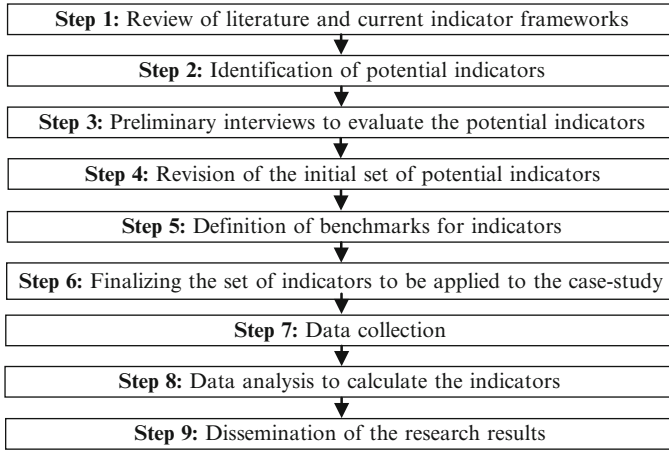 Step 1: Review of literature and current indicator frameworks
Step 2: Identification of potential indicators
Step 3: Preliminary interviews to evaluate the potential indicators
Step 4: Revision of the initial set of potential indicators
Step 5: Definition of benchmarks for indicators
Step 6: Finalizing the set of indicators to be applied to the case-study
Step 7: Data collection
Step 8: Data analysis to calculate the indicators
Step 9: Dissemination of the research results